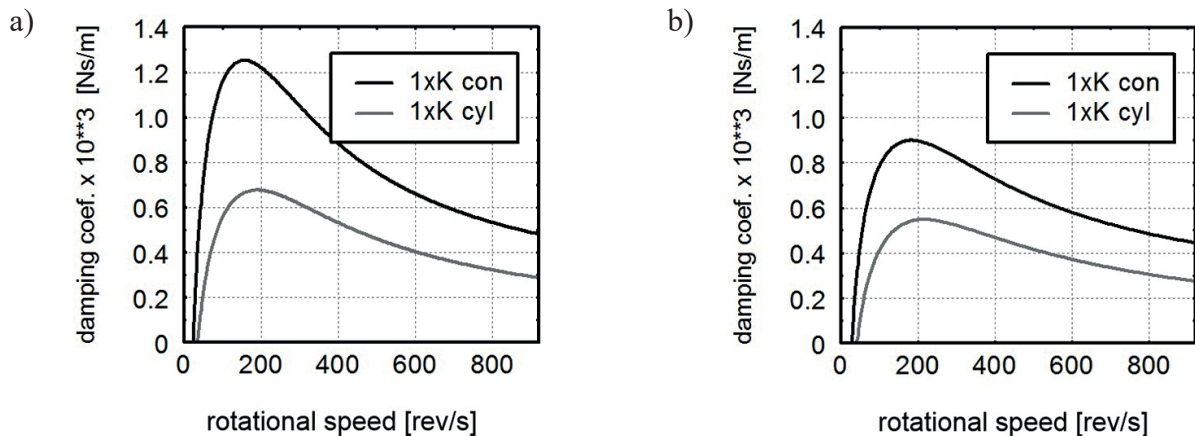 a)
damping coef. x 10**3 [Ns/m]
1.4
1.2
1.0
0.8
0.6
0.4
0.2
0
1xK con
1xK cyl
0 200 400 600 800
rotational speed [rev/s]
b)
damping coef. x 10**3 [Ns/m]
1.4
1.2
1.0
0.8
0.6
0.4
0.2
0
1xK con
1xK cyl
0 200 400 600 800
rotational speed [rev/s]